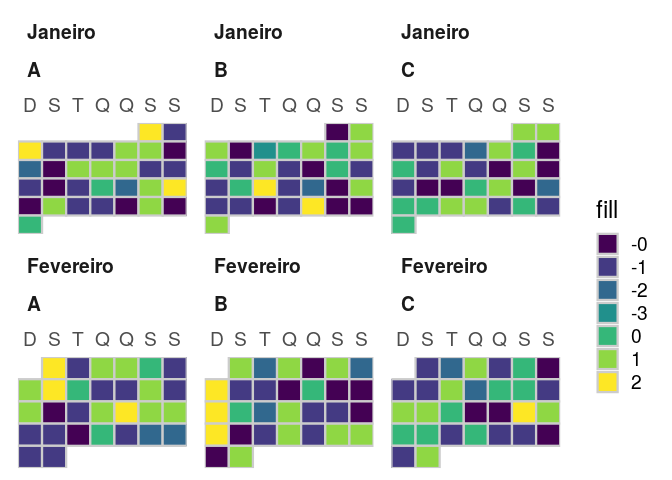 Janeiro
A
D S T Q Q S S
Janeiro
B
D S T Q Q S S
Janeiro
C
D S T Q Q S S
Fevereiro
A
D S T Q Q S S
Fevereiro
B
D S T Q Q S S
Fevereiro
C
D S T Q Q S S
fill
-0
-1
-2
-3
0
1
2